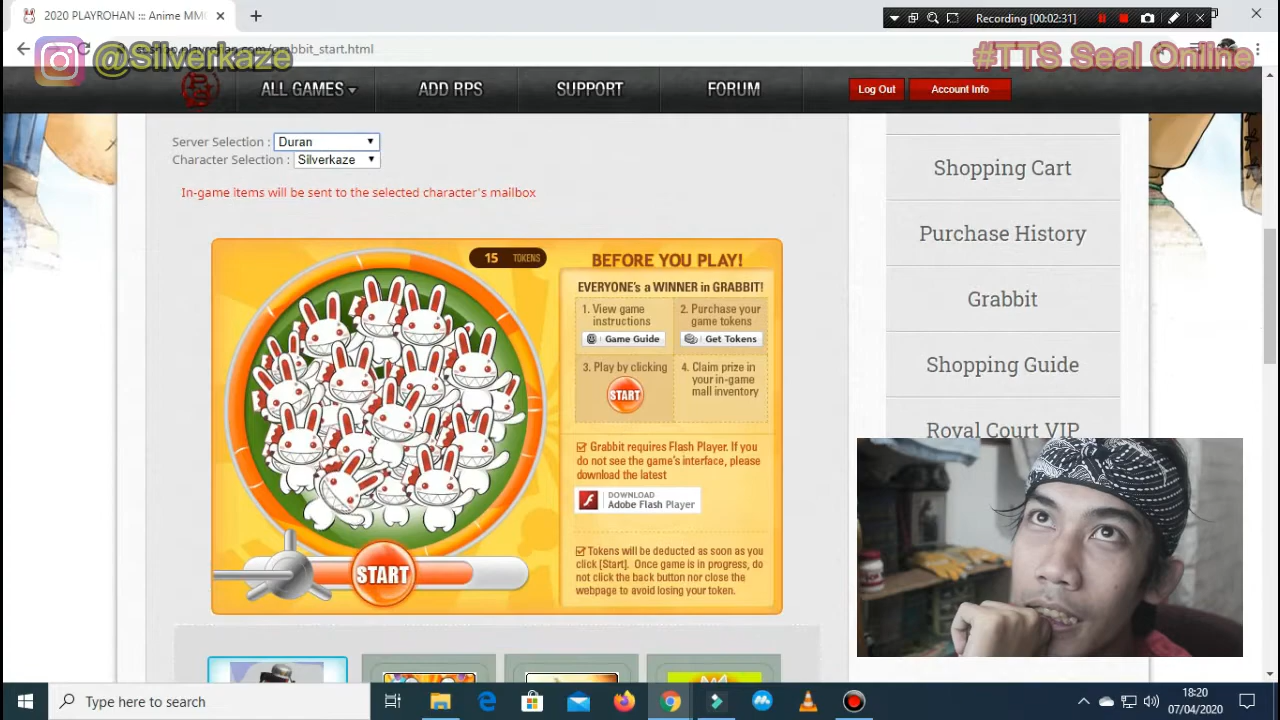 2020 PLAYROHAN ::: Anime MMO
Recording [00:02:31]
playrohan.com/grabbit_start.html
@Silverkaze
#TTS Seal Online
ALL GAMES
ADD RPS
SUPPORT
FORUM
Log Out
Account Info
Server Selection :
Duran
Character Selection :
Silverkaze
In-game items will be sent to the selected character's mailbox
15 TOKENS
START
BEFORE YOU PLAY!
EVERYONE's a WINNER in GRABBIT!
1. View game
instructions
Game Guide
2. Purchase your
game tokens
Get Tokens
3. Play by clicking
START
4. Claim prize in
your in-game
mall inventory
Grabbit requires Flash Player. If you
do not see the game's interface, please
download the latest
DOWNLOAD
Adobe Flash Player
Tokens will be deducted as soon as you
click [Start]. Once game is in progress, do
not click the back button nor close the
webpage to avoid losing your token.
Shopping Cart
Purchase History
Grabbit
Shopping Guide
Royal Court VIP
Type here to search
18:20
07/04/2020